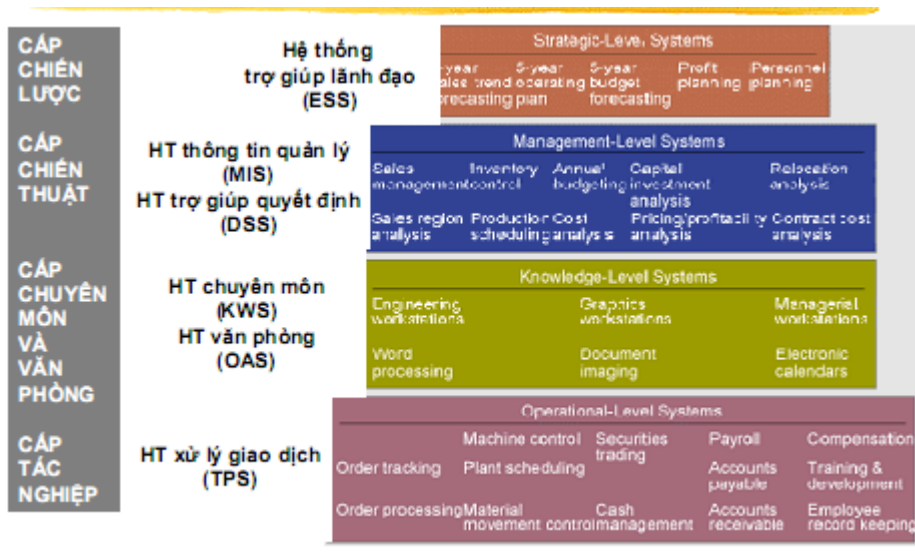 CẤP
CHIẾN
LƯỢC
Hệ thống
trợ giúp lãnh đạo
(ESS)
Strategic-Level Systems
-year 5-year 5-year Profit Personnel
sales trend operating budget planning planning
forecasting plan forecasting
CẤP
CHIẾN
THUẬT
HT thông tin quản lý
(MIS)
HT trợ giúp quyết định
(DSS)
Management-Level Systems
Sales Inventory Annual Capital Relocation
management control budgeting investment analysis
analysis
Sales region Production Cost Pricing/profitability Contract cost
analysis scheduling analysis analysis analysis
CẤP
CHUYÊN
MÔN
VÀ
VĂN
PHÒNG
HT chuyên môn
(KWS)
HT văn phòng
(OAS)
Knowledge-Level Systems
Engineering Graphics Managerial
workstations workstations workstations
Word Document Electronic
processing imaging calendars
CẤP
TÁC
NGHIỆP
HT xử lý giao dịch
(TPS)
Operational-Level Systems
Machine control Securities Payroll Compensation
trading
Order tracking Plant scheduling Accounts Training &
payable development
Order processing Material Cash Accounts Employee
movement control management receivable record keeping